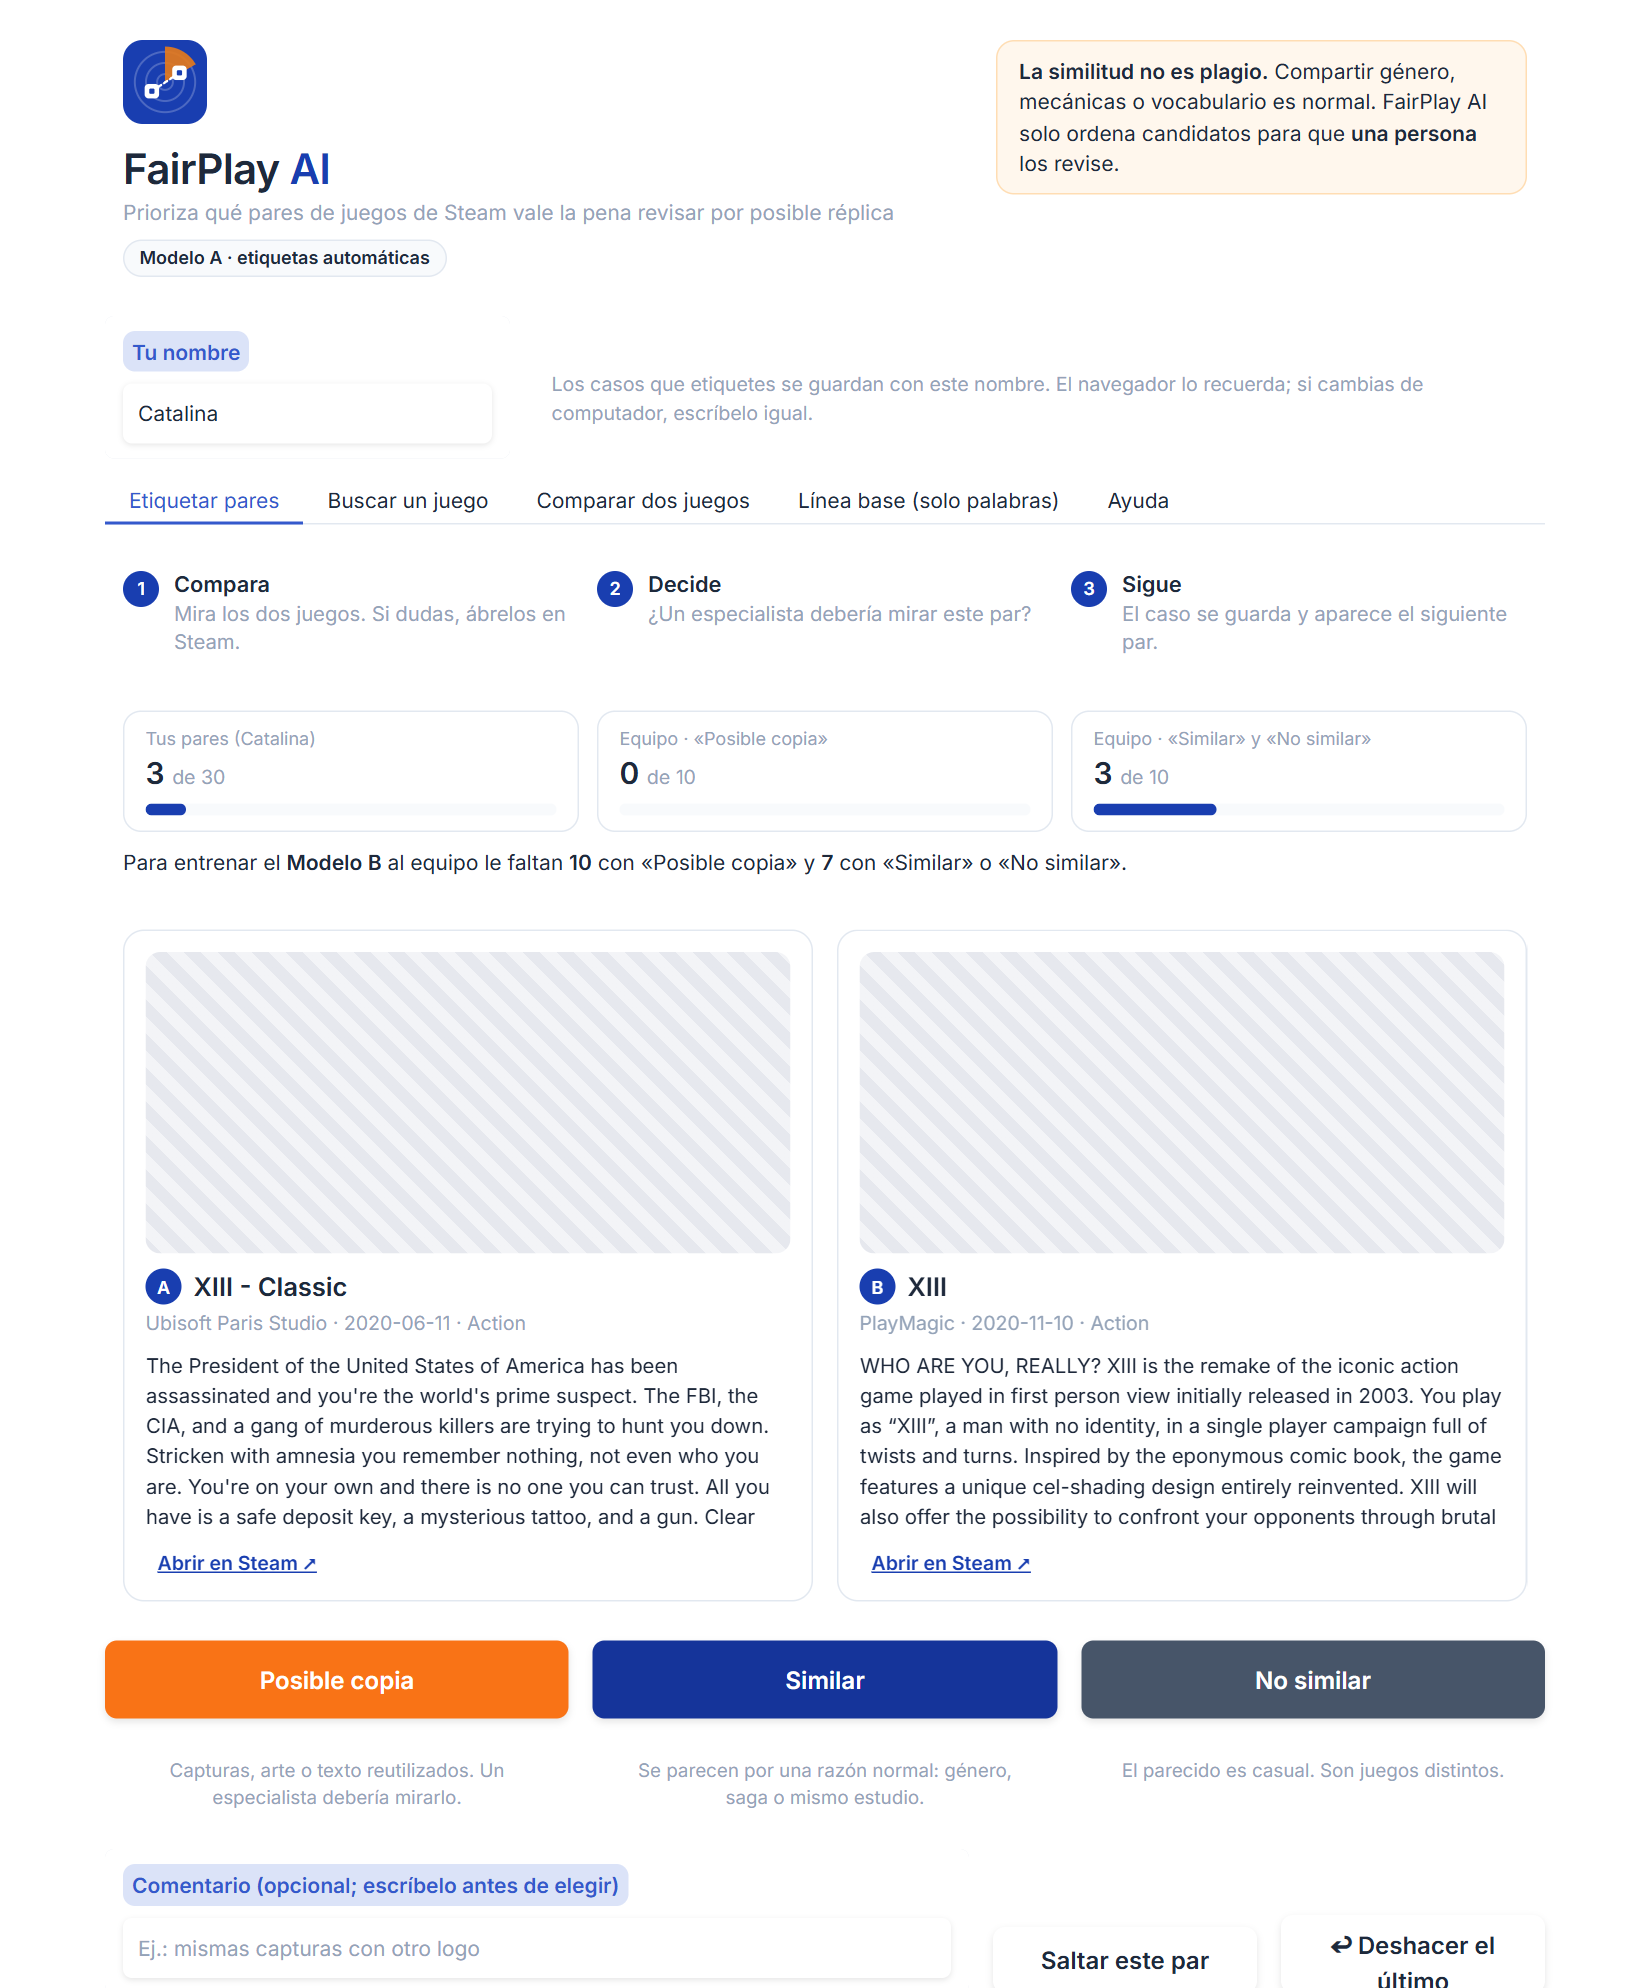 La similitud no es plagio. Compartir género,
mecánicas o vocabulario es normal. FairPlay AI
solo ordena candidatos para que una persona
los revise.
FairPlay AI
Prioriza qué pares de juegos de Steam vale la pena revisar por posible réplica
Modelo A · etiquetas automáticas
Tu nombre
Catalina
Los casos que etiquetes se guardan con este nombre. El navegador lo recuerda; si cambias de
computador, escríbelo igual.
Etiquetar pares
Buscar un juego
Comparar dos juegos
Línea base (solo palabras)
Ayuda
1
Compara
Mira los dos juegos. Si dudas, ábrelos en
Steam.
2
Decide
¿Un especialista debería mirar este par?
3
Sigue
El caso se guarda y aparece el siguiente
par.
Tus pares (Catalina)
3 de 30
Equipo · «Posible copia»
0 de 10
Equipo · «Similar» y «No similar»
3 de 10
Para entrenar el Modelo B al equipo le faltan 10 con «Posible copia» y 7 con «Similar» o «No similar».
A XIII - Classic
Ubisoft Paris Studio · 2020-06-11 · Action
The President of the United States of America has been
assassinated and you're the world's prime suspect. The FBI, the
CIA, and a gang of murderous killers are trying to hunt you down.
Stricken with amnesia you remember nothing, not even who you
are. You're on your own and there is no one you can trust. All you
have is a safe deposit key, a mysterious tattoo, and a gun. Clear
Abrir en Steam ↗
B XIII
PlayMagic · 2020-11-10 · Action
WHO ARE YOU, REALLY? XIII is the remake of the iconic action
game played in first person view initially released in 2003. You play
as “XIII”, a man with no identity, in a single player campaign full of
twists and turns. Inspired by the eponymous comic book, the game
features a unique cel-shading design entirely reinvented. XIII will
also offer the possibility to confront your opponents through brutal
Abrir en Steam ↗
Posible copia
Similar
No similar
Capturas, arte o texto reutilizados. Un
especialista debería mirarlo.
Se parecen por una razón normal: género,
saga o mismo estudio.
El parecido es casual. Son juegos distintos.
Comentario (opcional; escríbelo antes de elegir)
Ej.: mismas capturas con otro logo
Saltar este par
↩ Deshacer el
último